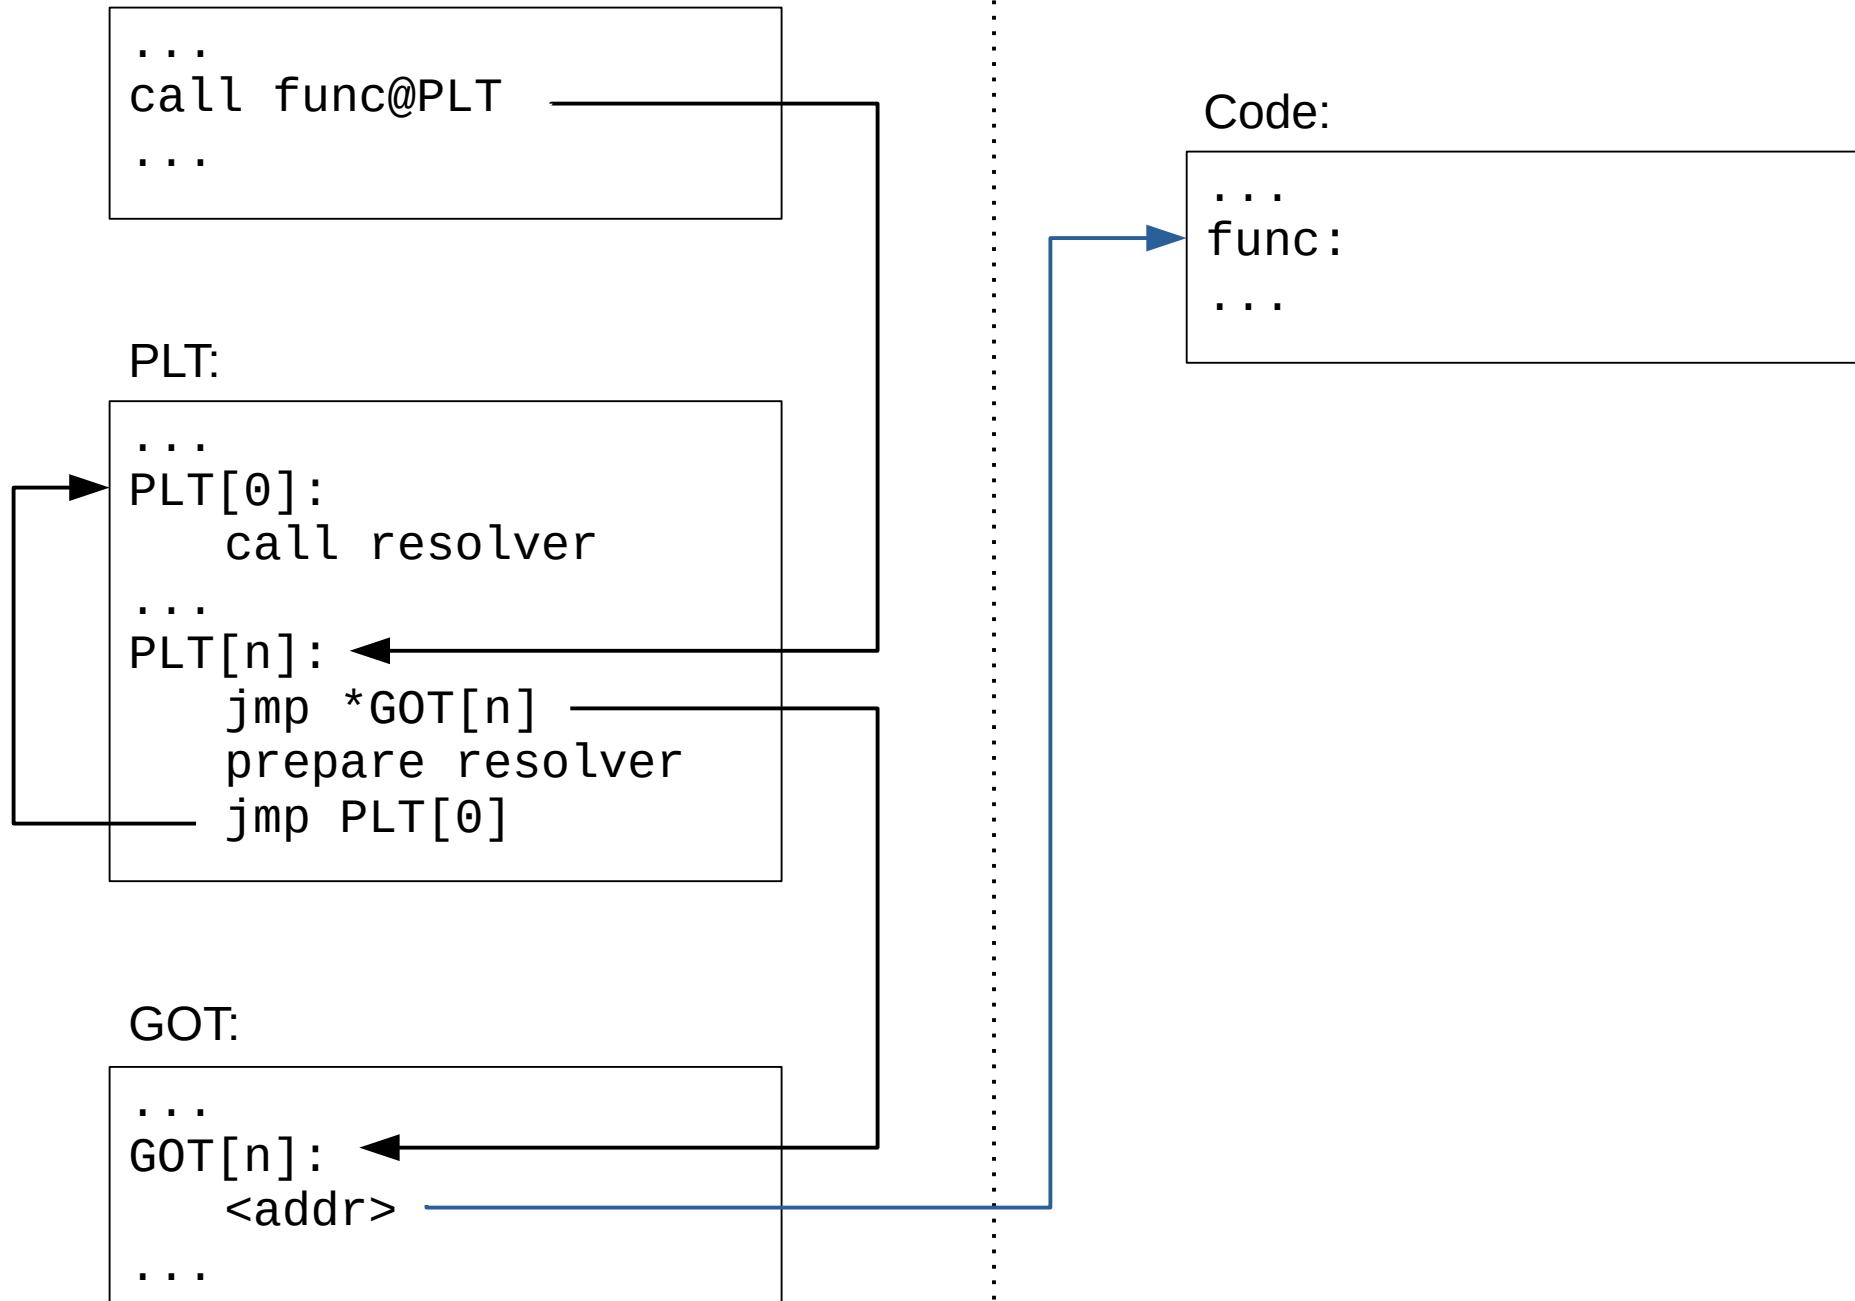 ...
call func@PLT
...
PLT:
...
PLT[0]:
call resolver
...
PLT[n]:
jmp *GOT[n]
prepare resolver
jmp PLT[0]
GOT:
...
GOT[n]:
<addr>
...
Code:
...
func:
...